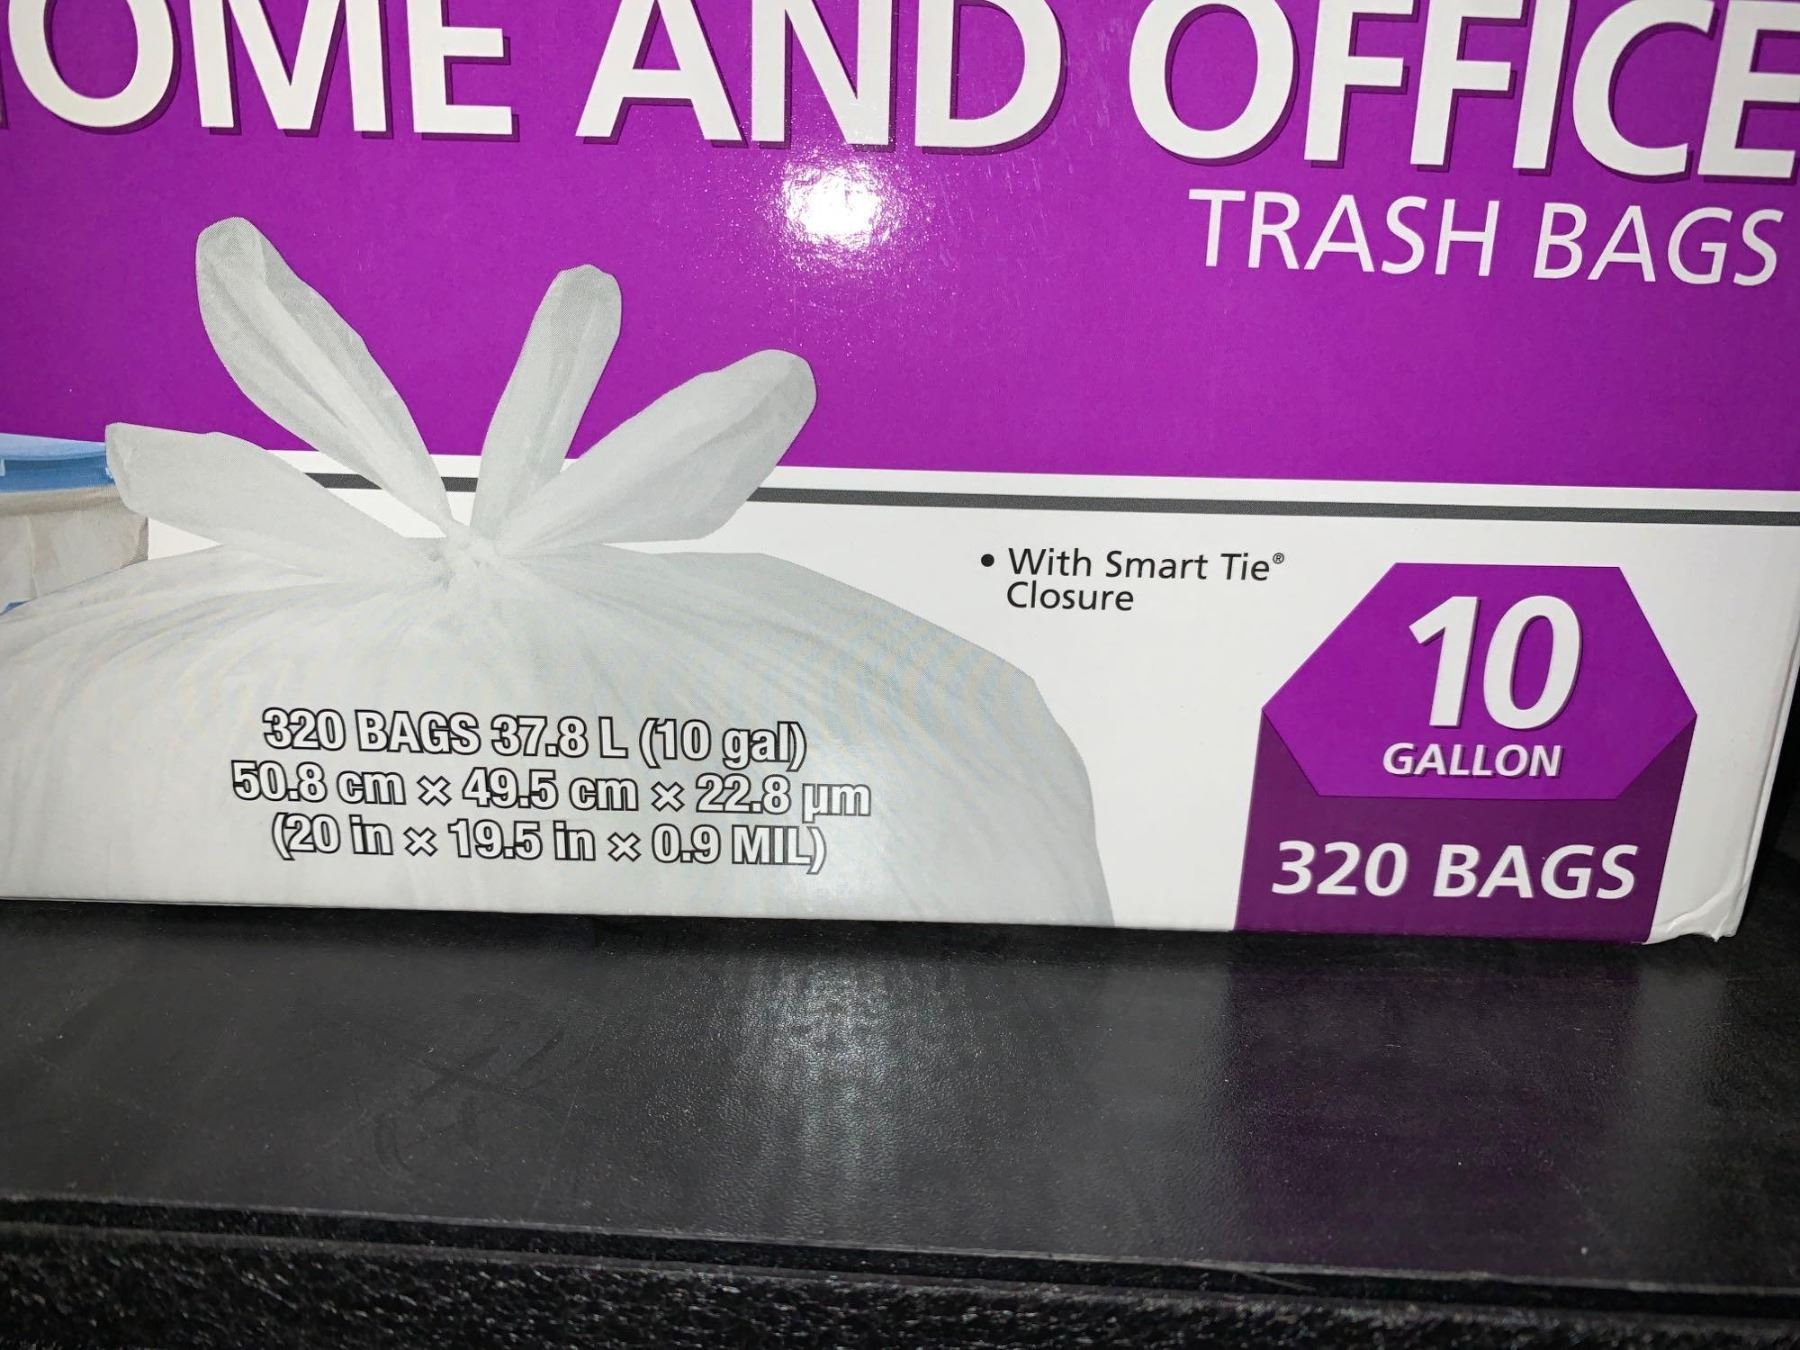 OME AND OFFICE
TRASH BAGS
• With Smart Tie®
Closure
10
GALLON
320 BAGS
320 BAGS 37.8 L (10 gal)
50.8 cm × 49.5 cm × 22.8 µm
(20 in × 19.5 in × 0.9 MIL)